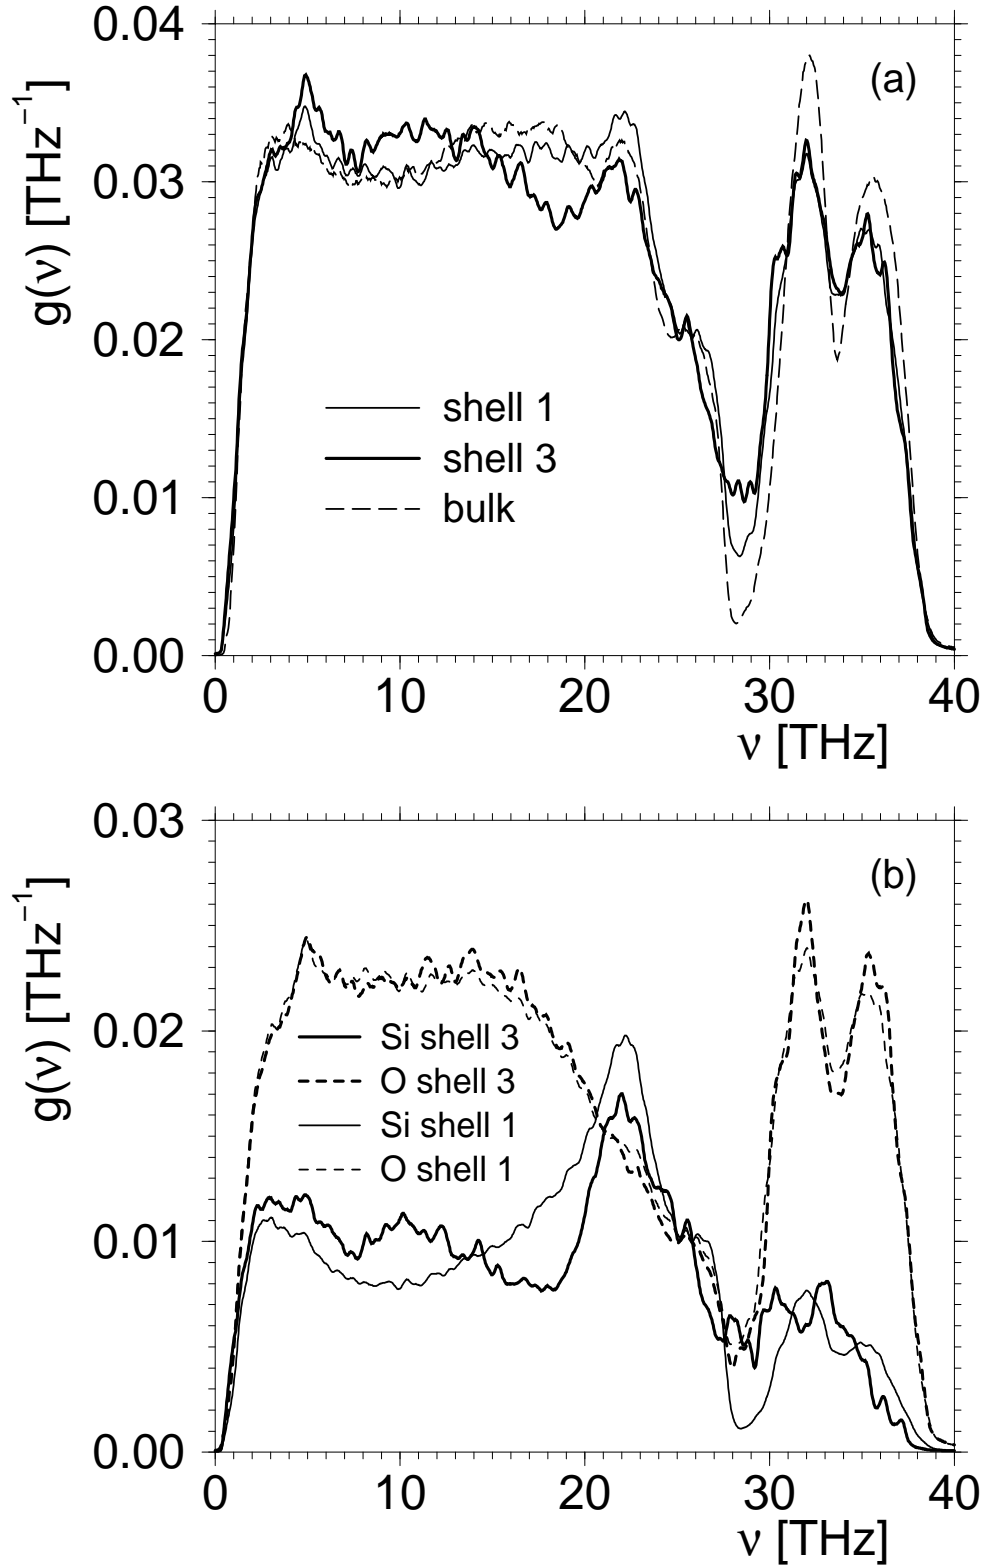 0.04
(a)
0.03
0.02
0.01
0.00
g(ν) [THz⁻¹]
shell 1
shell 3
bulk
0 10 20 30 40
ν [THz]
0.03
(b)
0.02
0.01
0.00
g(ν) [THz⁻¹]
Si shell 3
O shell 3
Si shell 1
O shell 1
0 10 20 30 40
ν [THz]